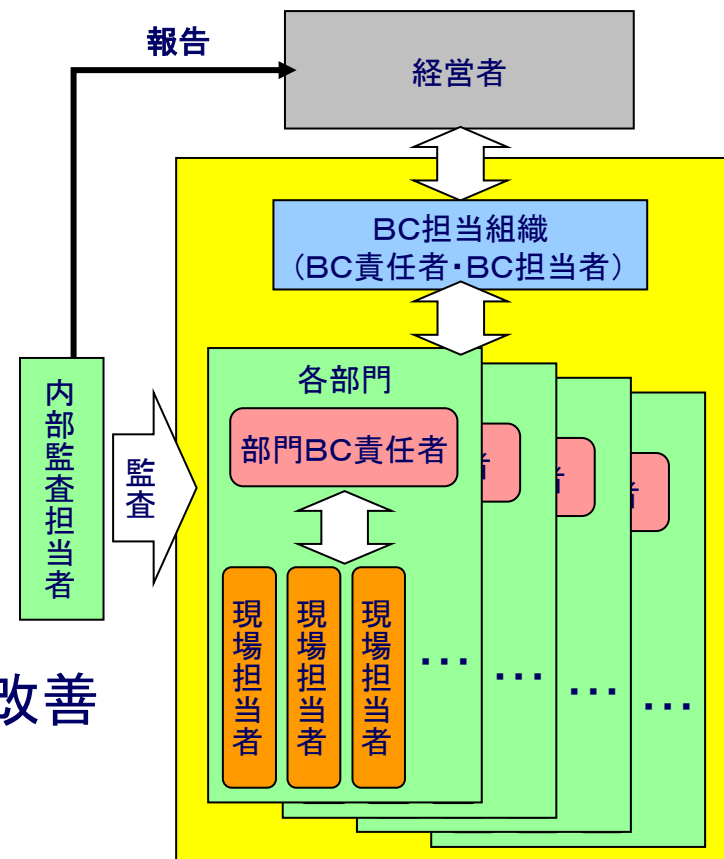 報告
経営者
BC担当組織
(BC責任者・BC担当者)
各部門
部門BC責任者
者
者
者
内部監査担当者
監査
現場担当者
現場担当者
現場担当者
…
…
…
…
改善